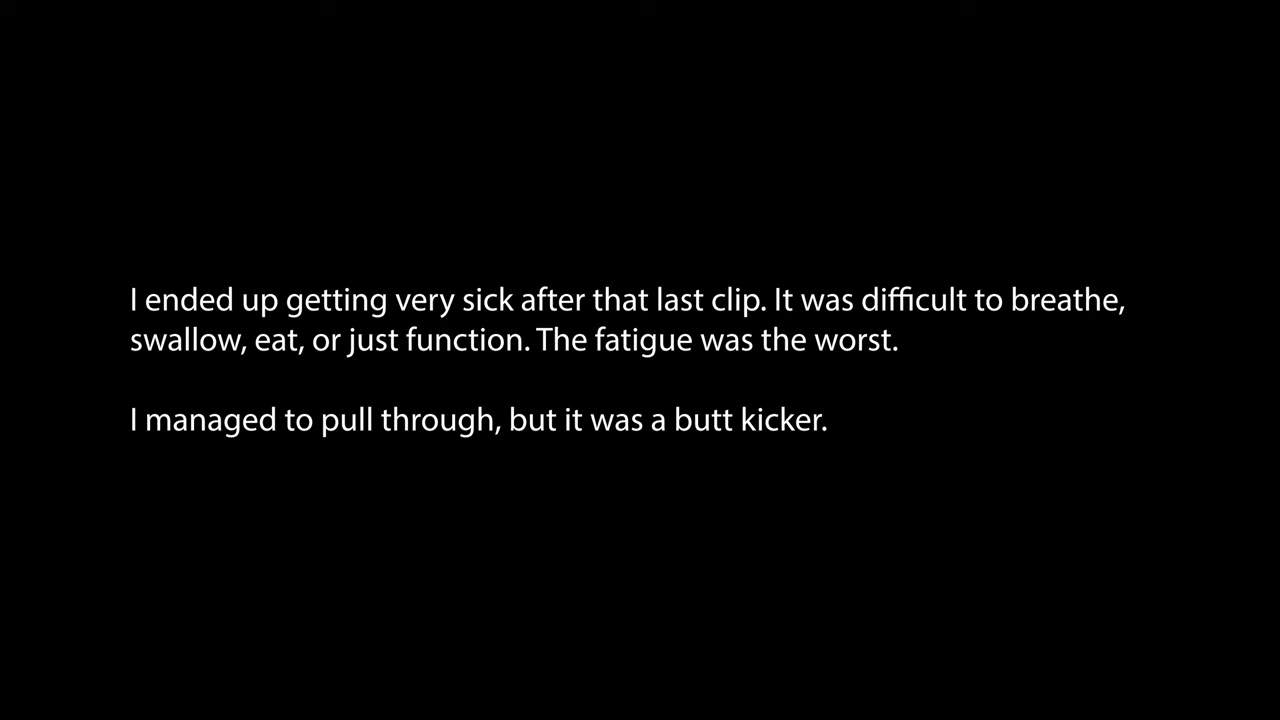 I ended up getting very sick after that last clip. It was difficult to breathe,
swallow, eat, or just function. The fatigue was the worst.
I managed to pull through, but it was a butt kicker.